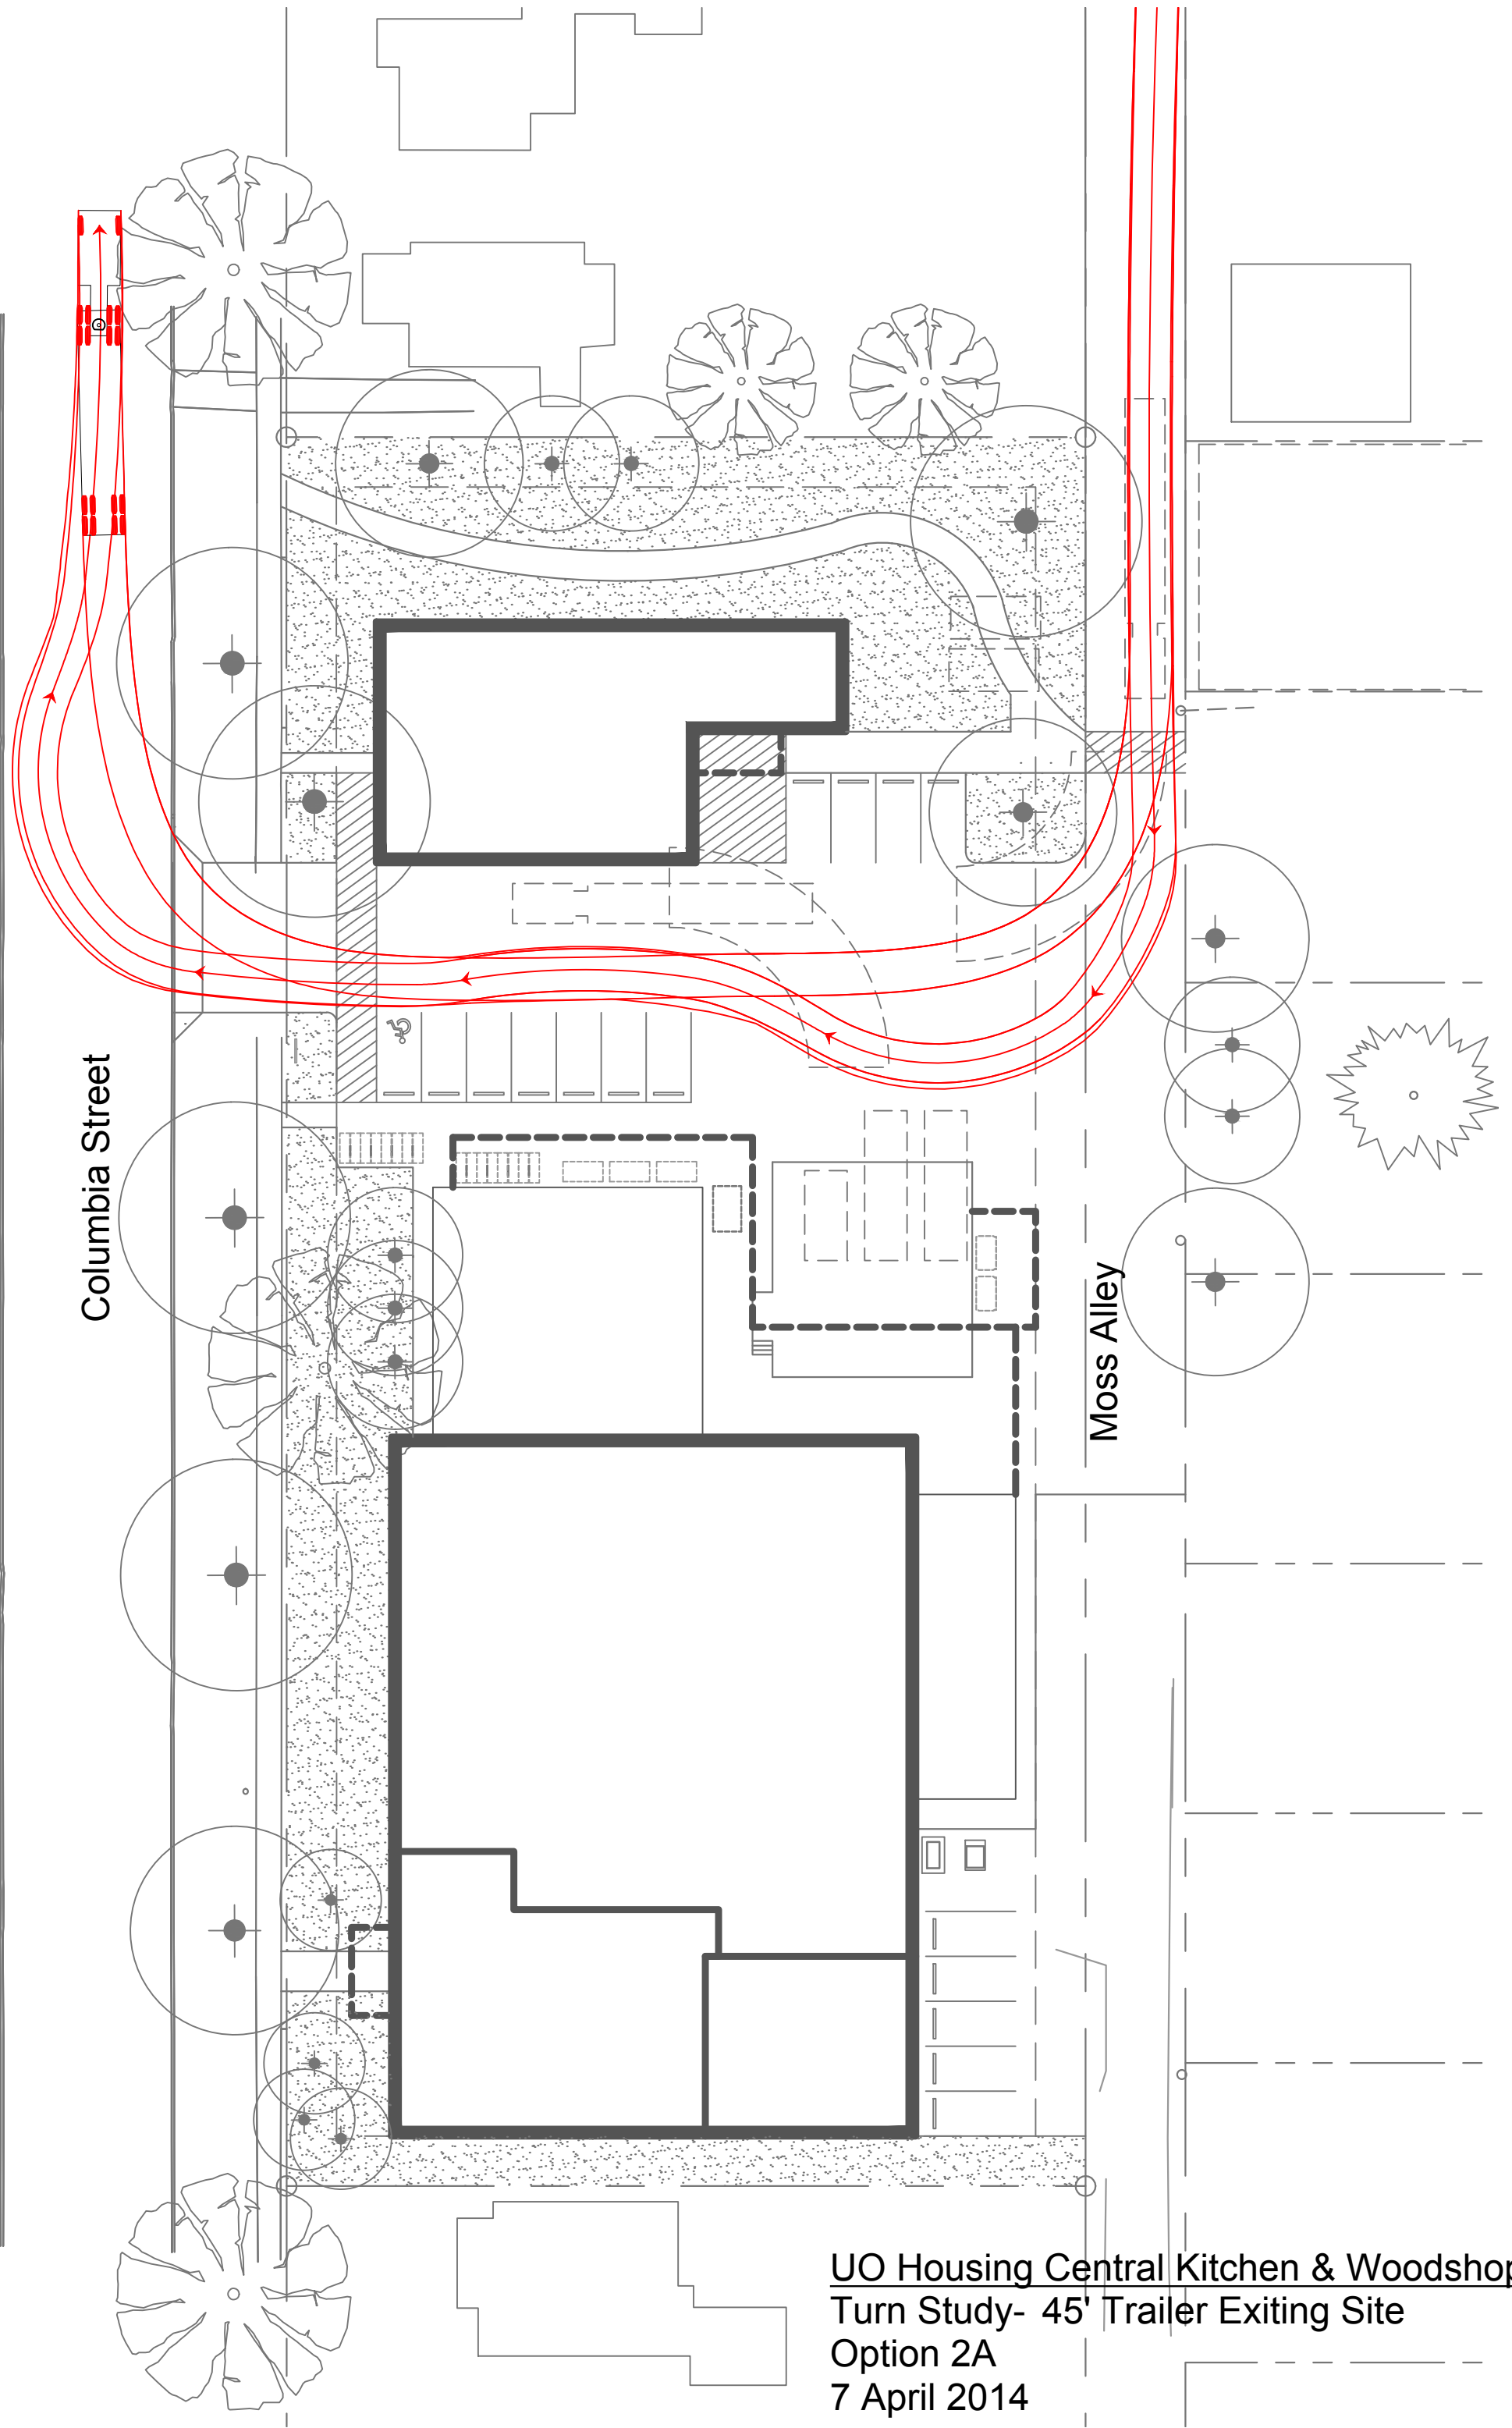 Columbia Street
Moss Alley
UO Housing Central Kitchen & Woodshop
Turn Study- 45' Trailer Exiting Site
Option 2A
7 April 2014